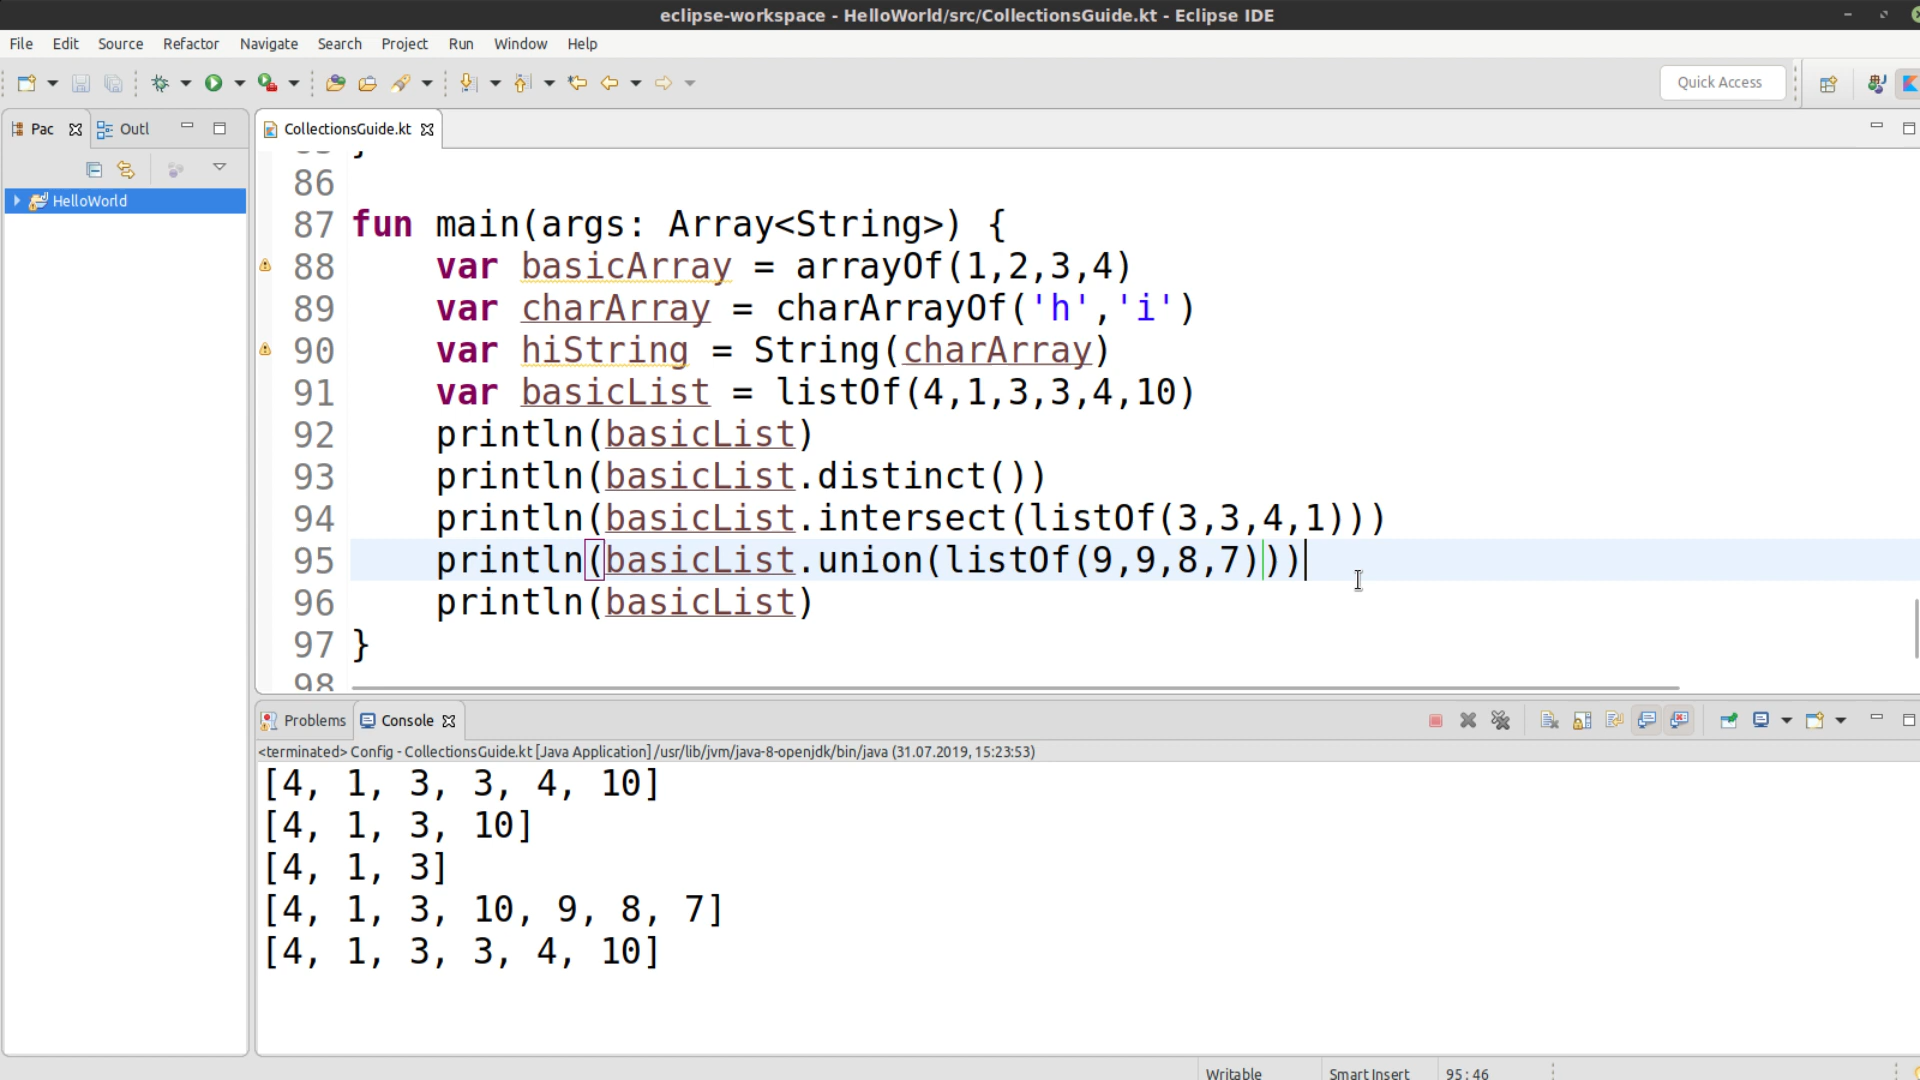 eclipse-workspace - HelloWorld/src/CollectionsGuide.kt - Eclipse IDE
File Edit Source Refactor Navigate Search Project Run Window Help
Quick Access
Pac Outl
CollectionsGuide.kt
HelloWorld
86
87 fun main(args: Array<String>) {
88 var basicArray = arrayOf(1,2,3,4)
89 var charArray = charArrayOf('h','i')
90 var hiString = String(charArray)
91 var basicList = listOf(4,1,3,3,4,10)
92 println(basicList)
93 println(basicList.distinct())
94 println(basicList.intersect(listOf(3,3,4,1)))
95 println(basicList.union(listOf(9,9,8,7)))
96 println(basicList)
97 }
98
Problems Console
<terminated> Config - CollectionsGuide.kt [Java Application] /usr/lib/jvm/java-8-openjdk/bin/java (31.07.2019, 15:23:53)
[4, 1, 3, 3, 4, 10]
[4, 1, 3, 10]
[4, 1, 3]
[4, 1, 3, 10, 9, 8, 7]
[4, 1, 3, 3, 4, 10]
Writable Smart Insert 95 : 46